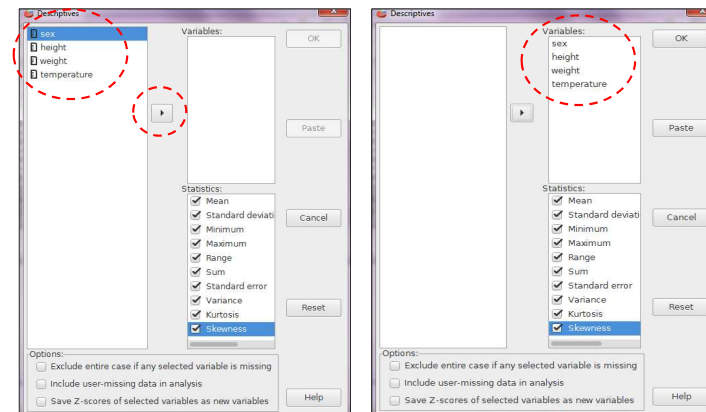 Descriptives
sex
height
weight
temperature
Variables:
OK
Paste
Statistics:
Mean
Standard deviati
Minimum
Maximum
Range
Sum
Standard error
Variance
Kurtosis
Skewness
Cancel
Reset
Options:
Exclude entire case if any selected variable is missing
Include user-missing data in analysis
Save Z-scores of selected variables as new variables
Help
Descriptives
Variables:
sex
height
weight
temperature
OK
Paste
Statistics:
Mean
Standard deviati
Minimum
Maximum
Range
Sum
Standard error
Variance
Kurtosis
Skewness
Cancel
Reset
Options:
Exclude entire case if any selected variable is missing
Include user-missing data in analysis
Save Z-scores of selected variables as new variables
Help